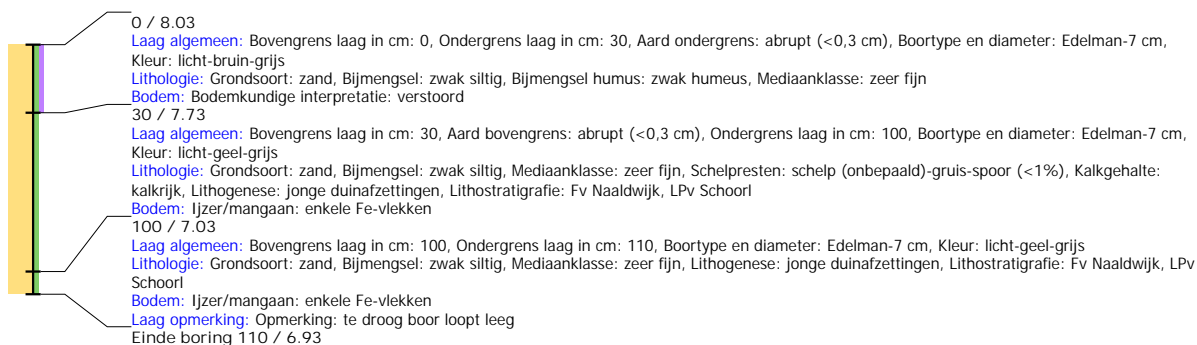 0 / 8.03
Laag algemeen: Bovengrens laag in cm: 0, Ondergrens laag in cm: 30, Aard ondergrens: abrupt (<0,3 cm), Boortype en diameter: Edelman-7 cm,
Kleur: licht-bruin-grijs
Lithologie: Grondsoort: zand, Bijmengsel: zwak siltig, Bijmengsel humus: zwak humeus, Mediaanklasse: zeer fijn
Bodem: Bodemkundige interpretatie: verstoord
30 / 7.73
Laag algemeen: Bovengrens laag in cm: 30, Aard bovengrens: abrupt (<0,3 cm), Ondergrens laag in cm: 100, Boortype en diameter: Edelman-7 cm,
Kleur: licht-geel-grijs
Lithologie: Grondsoort: zand, Bijmengsel: zwak siltig, Mediaanklasse: zeer fijn, Schelpresten: schelp (onbepaald)-gruis-spoor (<1%), Kalkgehalte:
kalkrijk, Lithogenese: jonge duinafzettingen, Lithostratigrafie: Fv Naaldwijk, LPv Schoorl
Bodem: Ijzer/mangaan: enkele Fe-vlekken
100 / 7.03
Laag algemeen: Bovengrens laag in cm: 100, Ondergrens laag in cm: 110, Boortype en diameter: Edelman-7 cm, Kleur: licht-geel-grijs
Lithologie: Grondsoort: zand, Bijmengsel: zwak siltig, Mediaanklasse: zeer fijn, Lithogenese: jonge duinafzettingen, Lithostratigrafie: Fv Naaldwijk, LPv
Schoorl
Bodem: Ijzer/mangaan: enkele Fe-vlekken
Laag opmerking: Opmerking: te droog boor loopt leeg
Einde boring 110 / 6.93